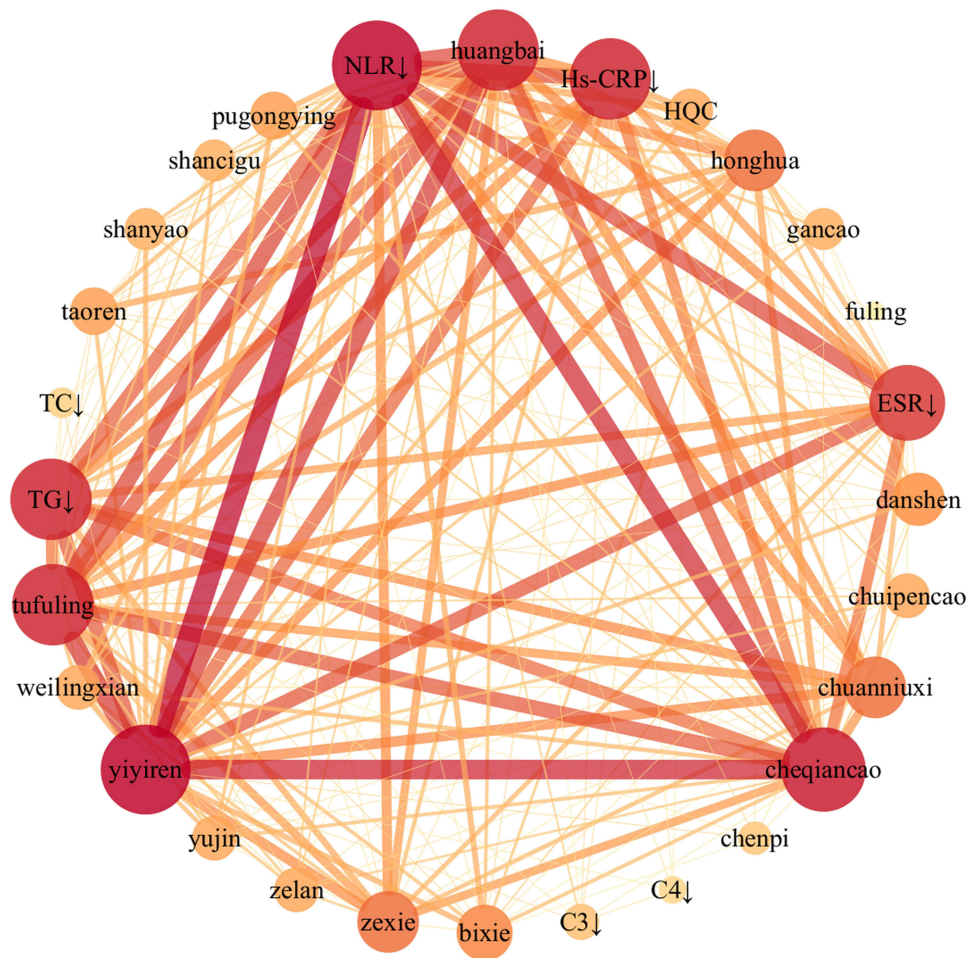 huangbai
NLR↓
Hs-CRP↓
HQC
pugongying
shancigu
honghua
shanyao
gancao
taoren
fuling
TC↓
ESR↓
TG↓
danshen
tufuling
chuipencao
weilingxian
chuanniuxi
yiyiren
cheqiancao
yujin
chenpi
zelan
C4↓
zexie
bixie
C3↓